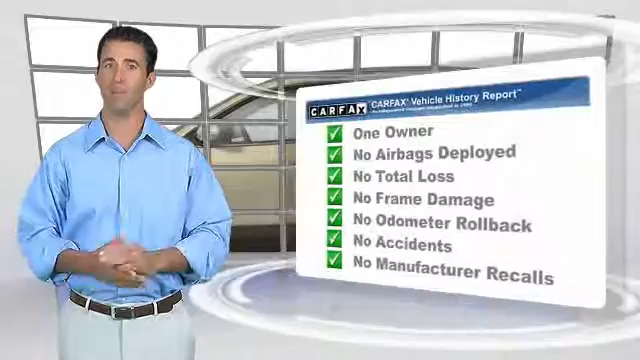 CARFAX CARFAX® Vehicle History Report™
One Owner
No Airbags Deployed
No Total Loss
No Frame Damage
No Odometer Rollback
No Accidents
No Manufacturer Recalls